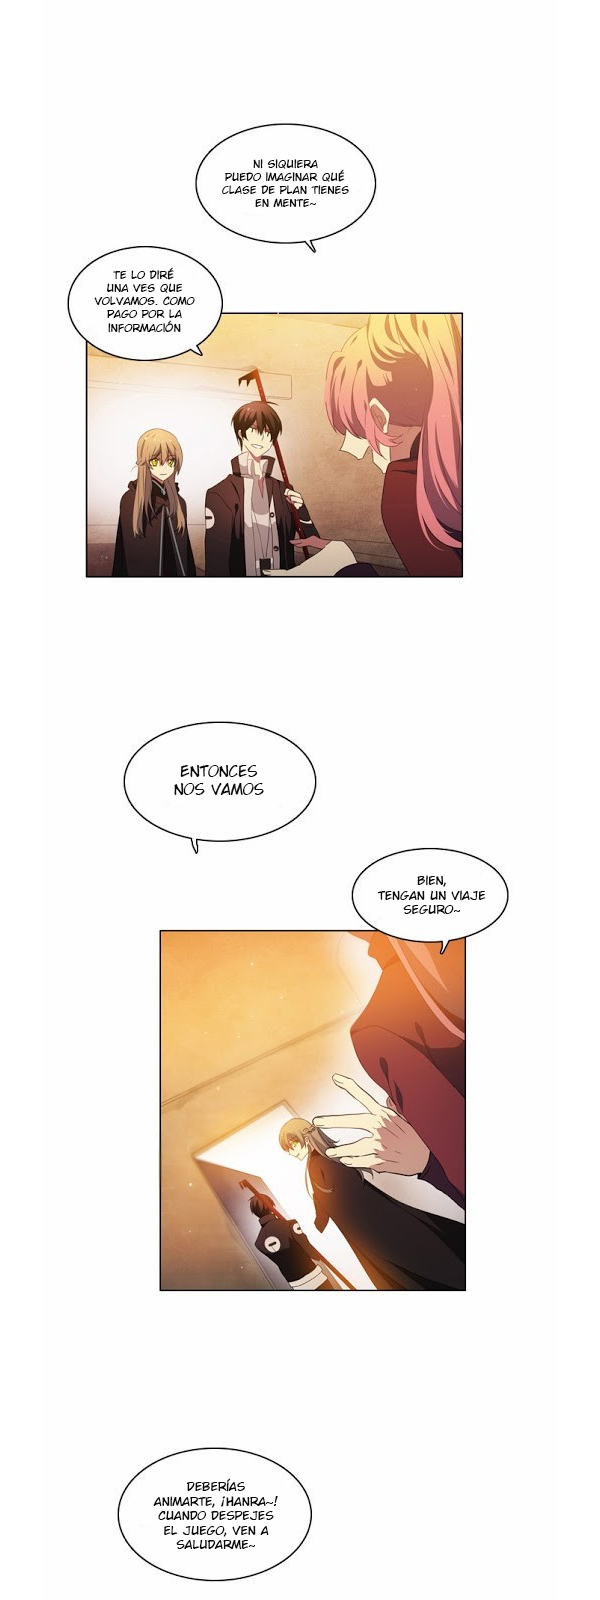 NI SIQUIERA
PUEDO IMAGINAR QUÉ
CLASE DE PLAN TIENES
EN MENTE~
TE LO DIRÉ
UNA VES QUE
VOLVAMOS. COMO
PAGO POR LA
INFORMACIÓN
ENTONCES
NOS VAMOS
BIEN,
TENGAN UN VIAJE
SEGURO~
DEBERÍAS
ANIMARTE, ¡HANRA~!
CUANDO DESPEJES
EL JUEGO, VEN A
SALUDARME~